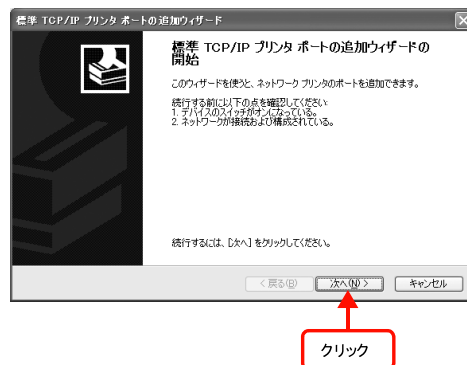 標準 TCP/IP プリンタ ポートの追加ウィザード
標準 TCP/IP プリンタ ポートの追加ウィザードの
開始
このウィザードを使うと、ネットワーク プリンタのポートを追加できます。
続行する前に以下の点を確認してください:
1. デバイスのスイッチがオンになっている。
2. ネットワークが接続および構成されている。
続行するには、[次へ] をクリックしてください。
< 戻る(B)
次へ(N) >
キャンセル
クリック